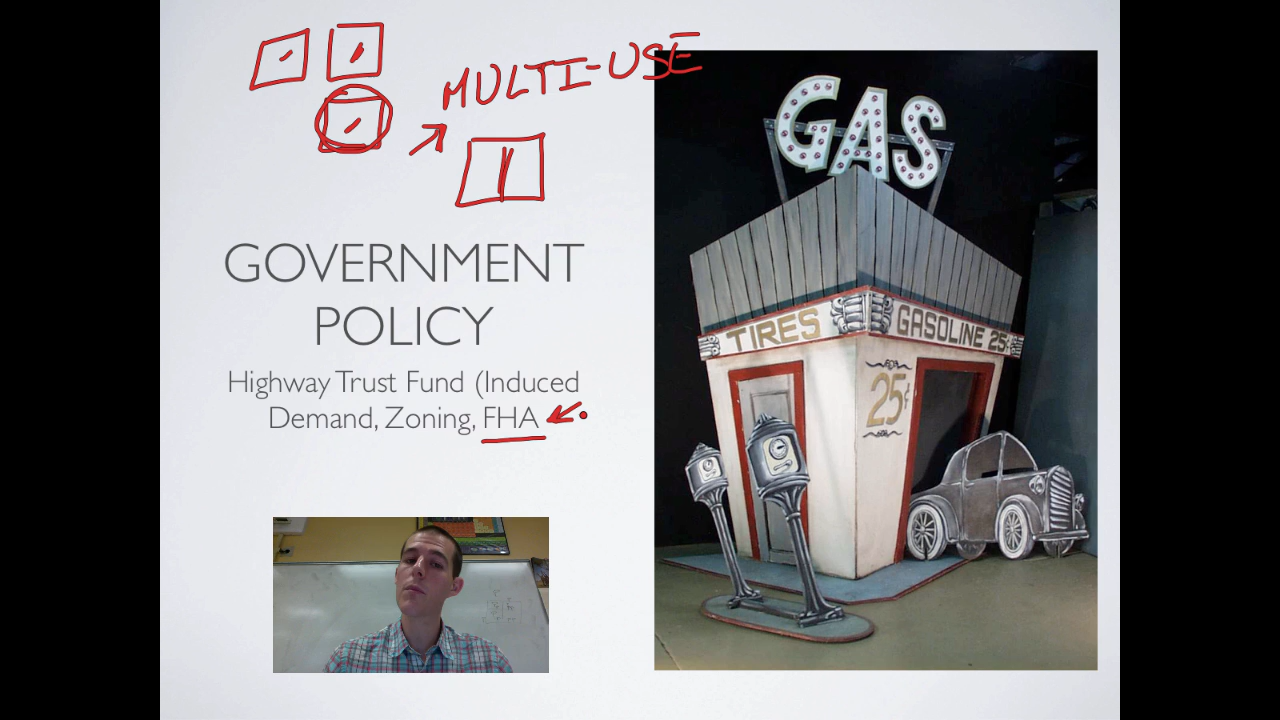 MULTI-USE
GOVERNMENT
POLICY
Highway Trust Fund (Induced
Demand, Zoning, FHA
GAS
TIRES
GASOLINE 25¢
25¢